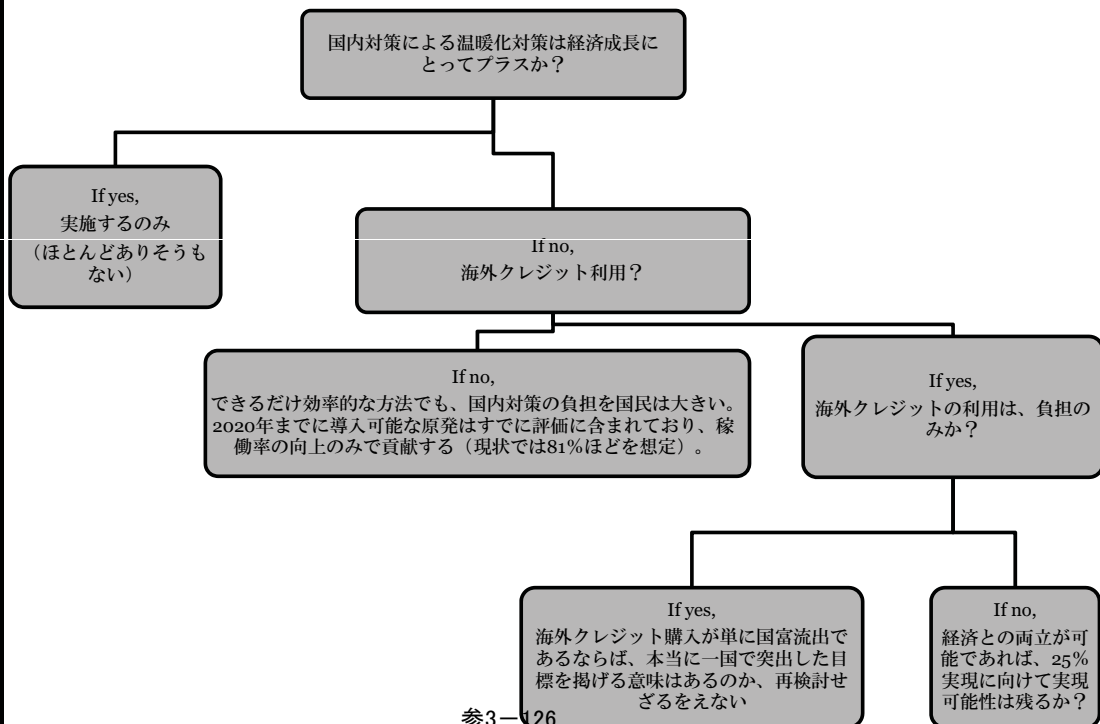 国内対策による温暖化対策は経済成長に
とってプラスか？
If yes,
実施するのみ
（ほとんどありそうも
ない）
If no,
海外クレジット利用？
If no,
できるだけ効率的な方法でも、国内対策の負担を国民は大きい。
2020年までに導入可能な原発はすでに評価に含まれており、稼
働率の向上のみで貢献する（現状では81%ほどを想定）。
If yes,
海外クレジットの利用は、負担の
みか？
If yes,
海外クレジット購入が単に国富流出で
あるならば、本当に一国で突出した目
標を掲げる意味はあるのか、再検討せ
ざるをえない
If no,
経済との両立が可
能であれば、25%
実現に向けて実現
可能性は残るか？
参3－126